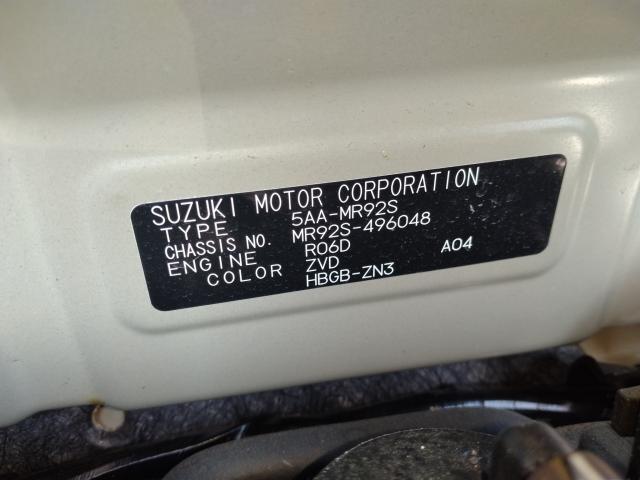 SUZUKI MOTOR CORPORATION
TYPE 5AA-MR92S
CHASSIS NO. MR92S-496048
ENGINE R06D A04
COLOR ZVD
HBGB-ZN3